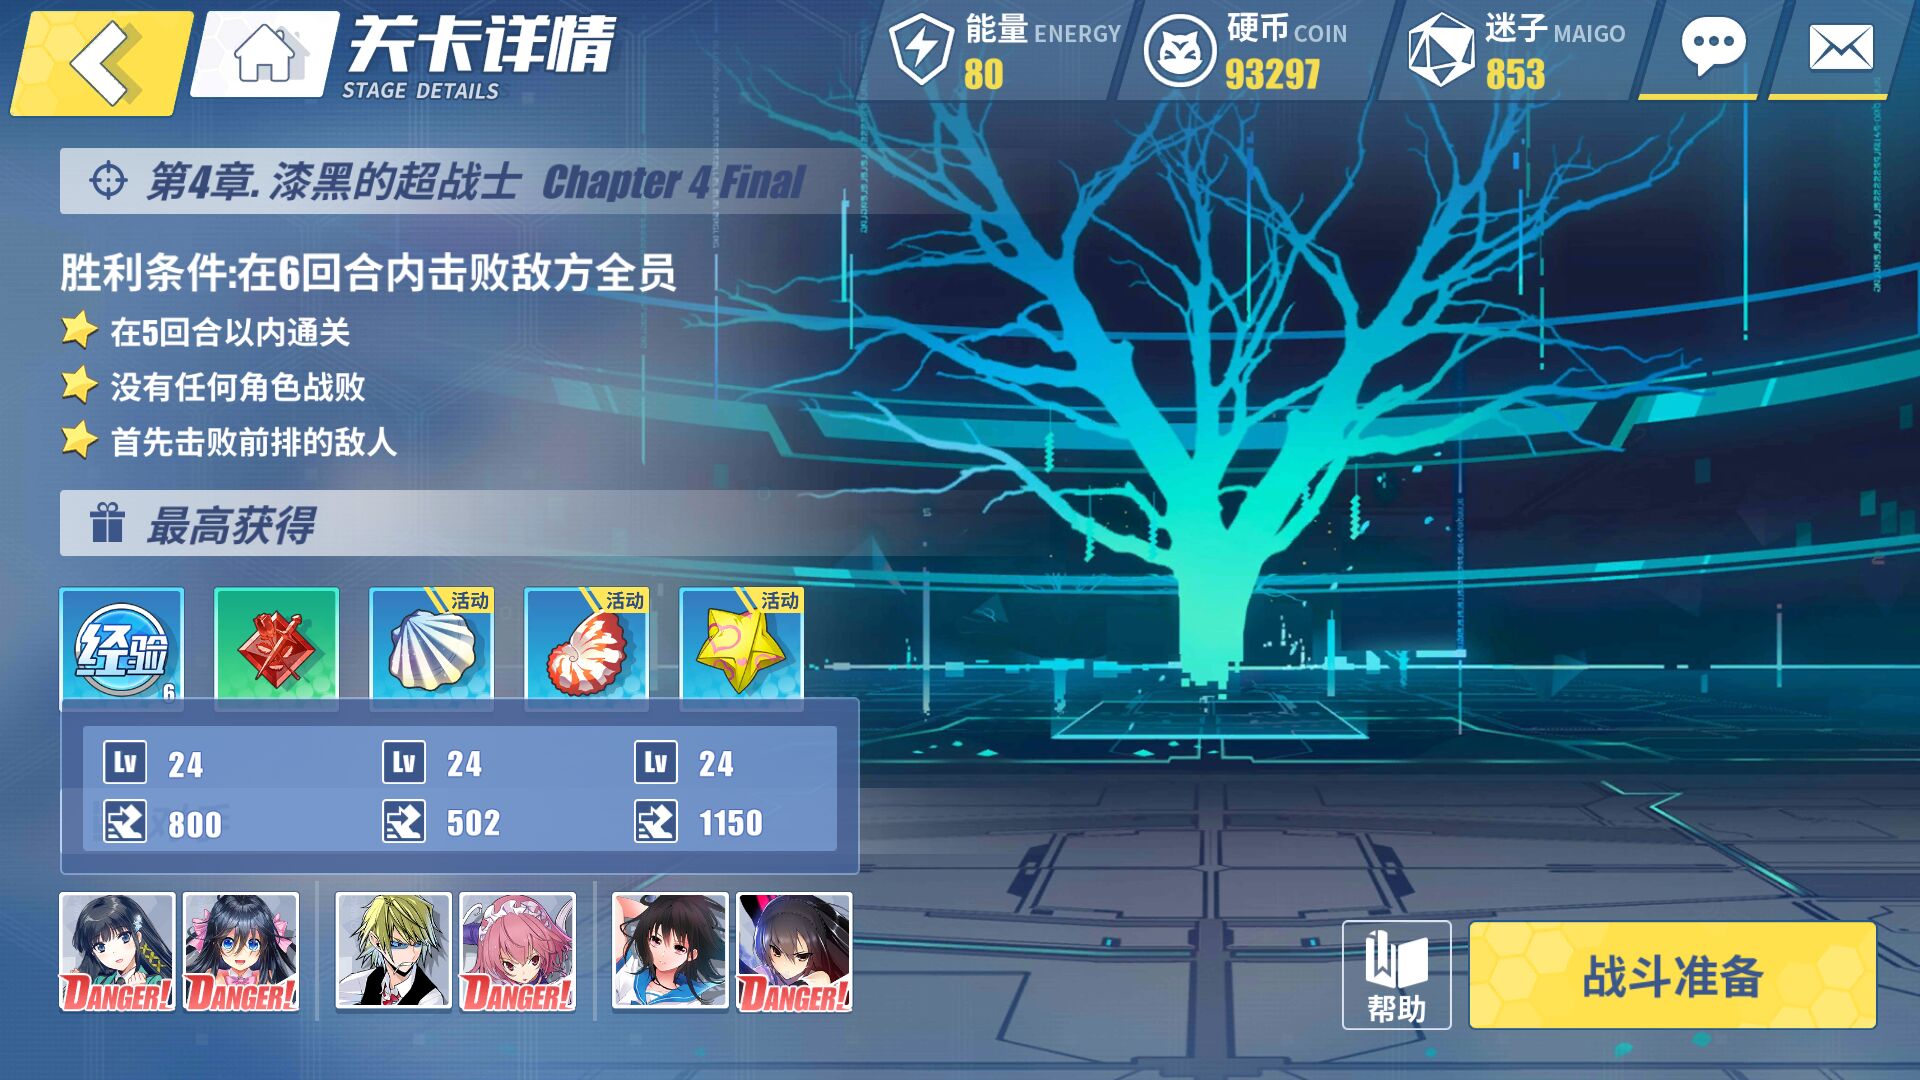 关卡详情
STAGE DETAILS
能量 ENERGY
80
硬币 COIN
93297
迷子 MAIGO
853
第4章.漆黑的超战士 Chapter 4 Final
胜利条件:在6回合内击败敌方全员
在5回合以内通关
没有任何角色战败
首先击败前排的敌人
最高获得
经验
6
活动
活动
活动
Lv 24
Lv 24
Lv 24
800
502
1150
DANGER!
DANGER!
DANGER!
DANGER!
帮助
战斗准备